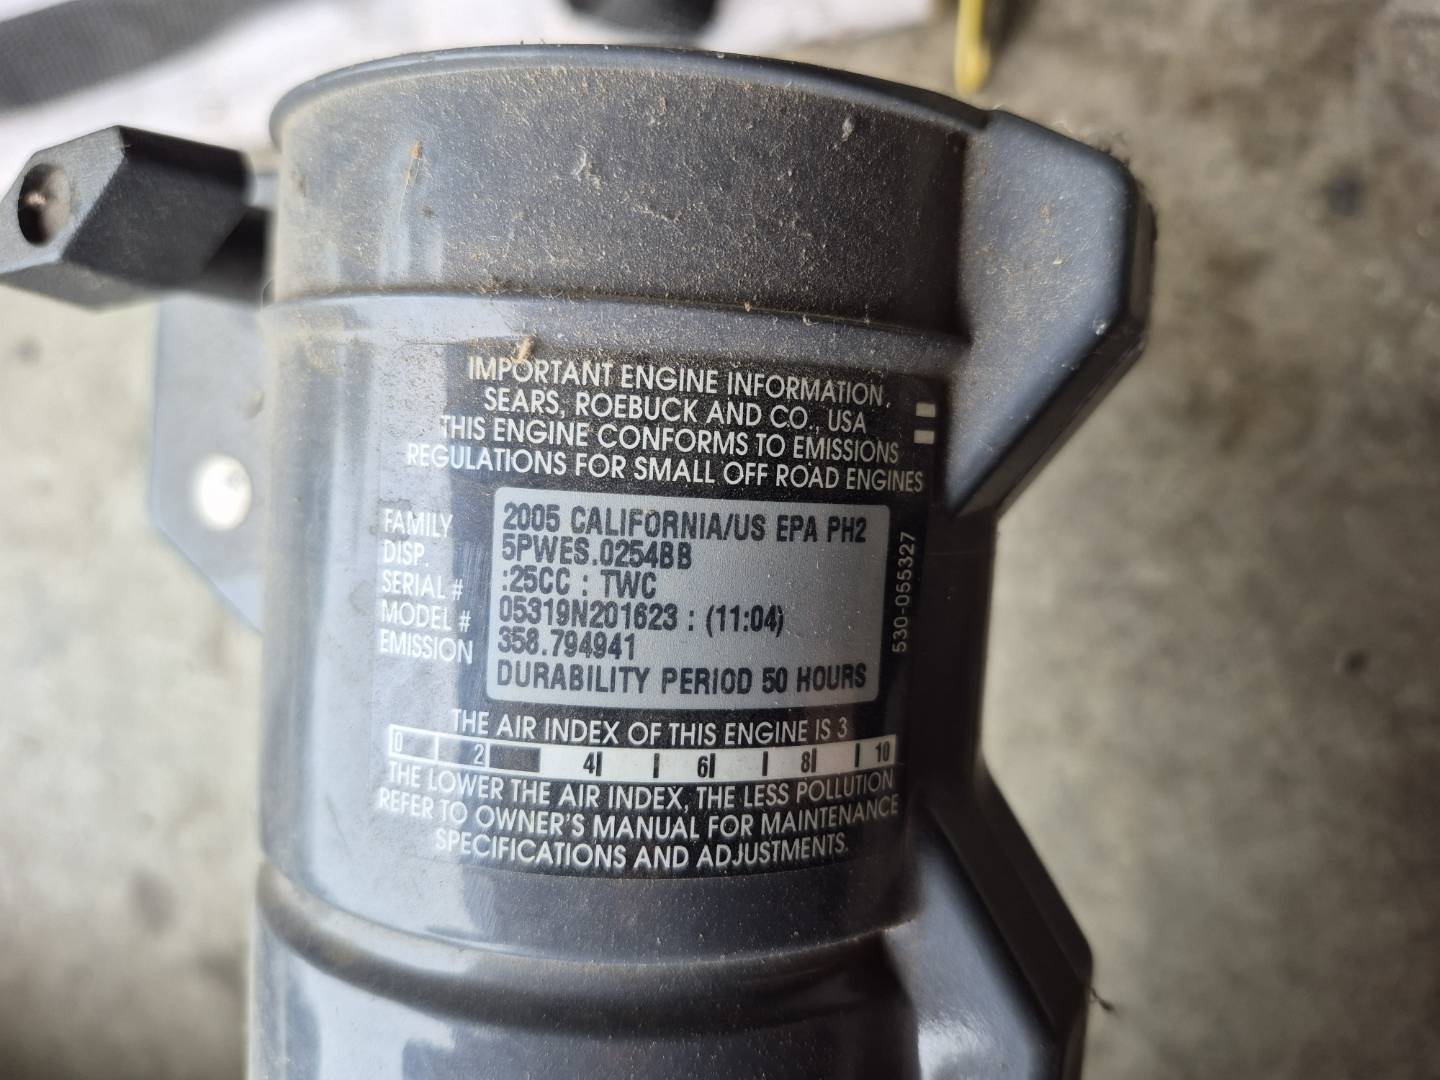 IMPORTANT ENGINE INFORMATION.
SEARS, ROEBUCK AND CO., USA
THIS ENGINE CONFORMS TO EMISSIONS
REGULATIONS FOR SMALL OFF ROAD ENGINES
2005 CALIFORNIA/US EPA PH2
FAMILY 5PWES.0254BB
DISP. :25CC : TWC
SERIAL # 05319N201623 : (11:04)
MODEL # 358.794941
EMISSION DURABILITY PERIOD 50 HOURS
530-055327
THE AIR INDEX OF THIS ENGINE IS 3
0 2 4 6 8 10
THE LOWER THE AIR INDEX, THE LESS POLLUTION
REFER TO OWNER'S MANUAL FOR MAINTENANCE
SPECIFICATIONS AND ADJUSTMENTS.